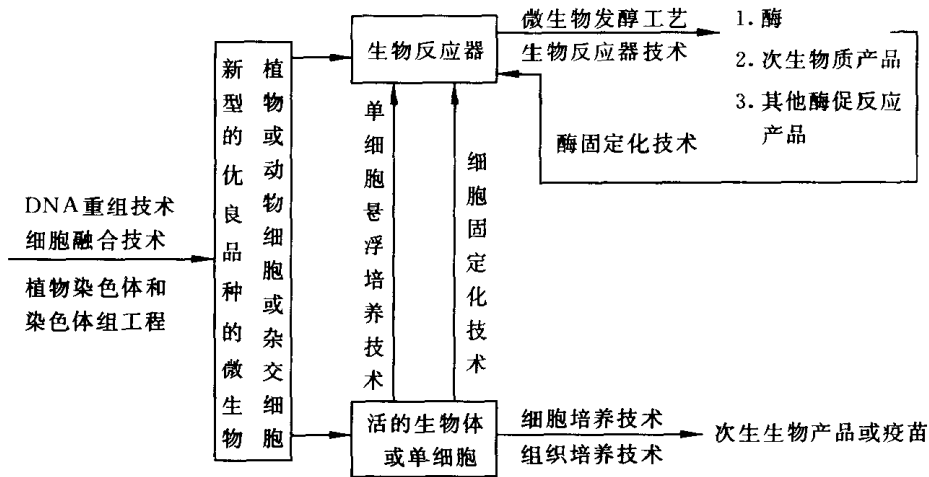 DNA重组技术
细胞融合技术
植物染色体和
染色体组工程
新型的优良品种的微生物
植物或动物细胞或杂交细胞
生物反应器
微生物发醇工艺
生物反应器技术
1. 酶
2. 次生物质产品
3. 其他酶促反应
产品
酶固定化技术
单细胞悬浮培养技术
细胞固定化技术
活的生物体
或单细胞
细胞培养技术
组织培养技术
次生生物产品或疫苗